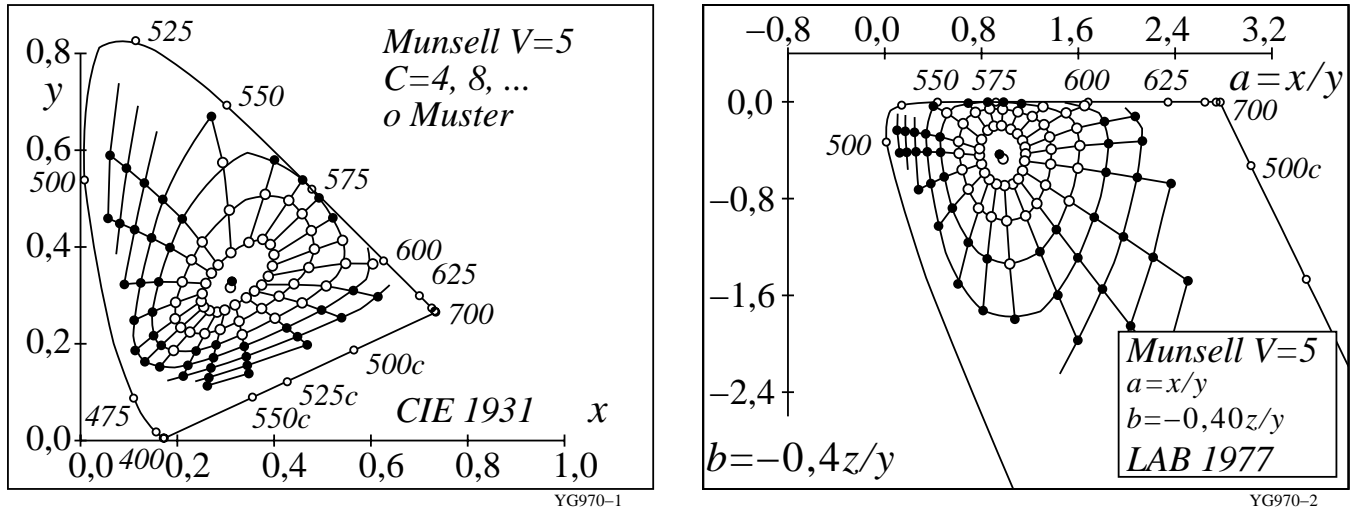 525
0,8
Munsell V=5
y
C=4, 8, ...
550
o Muster
0,6
500
575
0,4
600
625
700
0,2
500c
525c
475
550c
CIE 1931
x
0,0
400
0,0 0,2 0,4 0,6 0,8 1,0
YG970–1
−0,8 0,0 0,8 1,6 2,4 3,2
550 575 600 625
a=x/y
0,0
700
500
500c
−0,8
−1,6
Munsell V=5
a=x/y
−2,4
b=−0,40z/y
b=−0,4z/y
LAB 1977
YG970–2